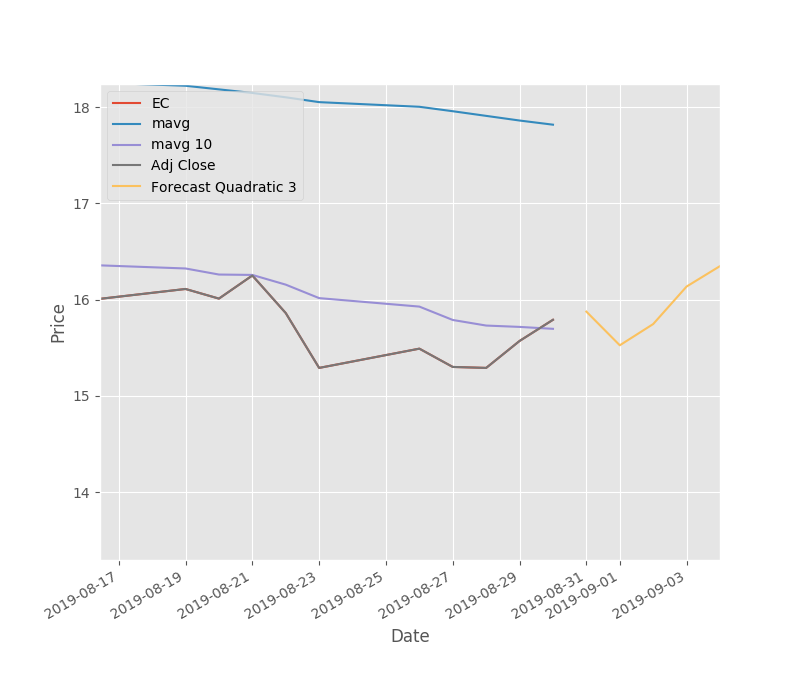 EC
mavg
mavg 10
Adj Close
Forecast Quadratic 3
18
17
16
15
14
Price
2019-08-17
2019-08-19
2019-08-21
2019-08-23
2019-08-25
2019-08-27
2019-08-29
2019-08-31
2019-09-01
2019-09-03
Date